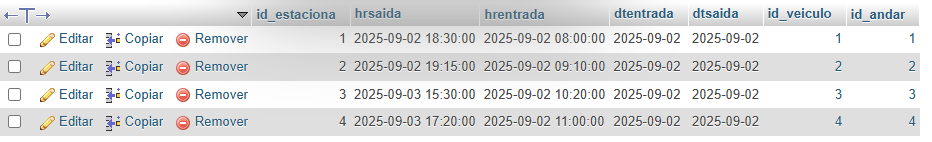 id_estaciona hrsaida hrentrada dtentrada dtsaida id_veiculo id_andar
Editar Copiar Remover 1 2025-09-02 18:30:00 2025-09-02 08:00:00 2025-09-02 2025-09-02 1 1
Editar Copiar Remover 2 2025-09-02 19:15:00 2025-09-02 09:10:00 2025-09-02 2025-09-02 2 2
Editar Copiar Remover 3 2025-09-03 15:30:00 2025-09-02 10:20:00 2025-09-02 2025-09-02 3 3
Editar Copiar Remover 4 2025-09-03 17:20:00 2025-09-02 11:00:00 2025-09-02 2025-09-02 4 4